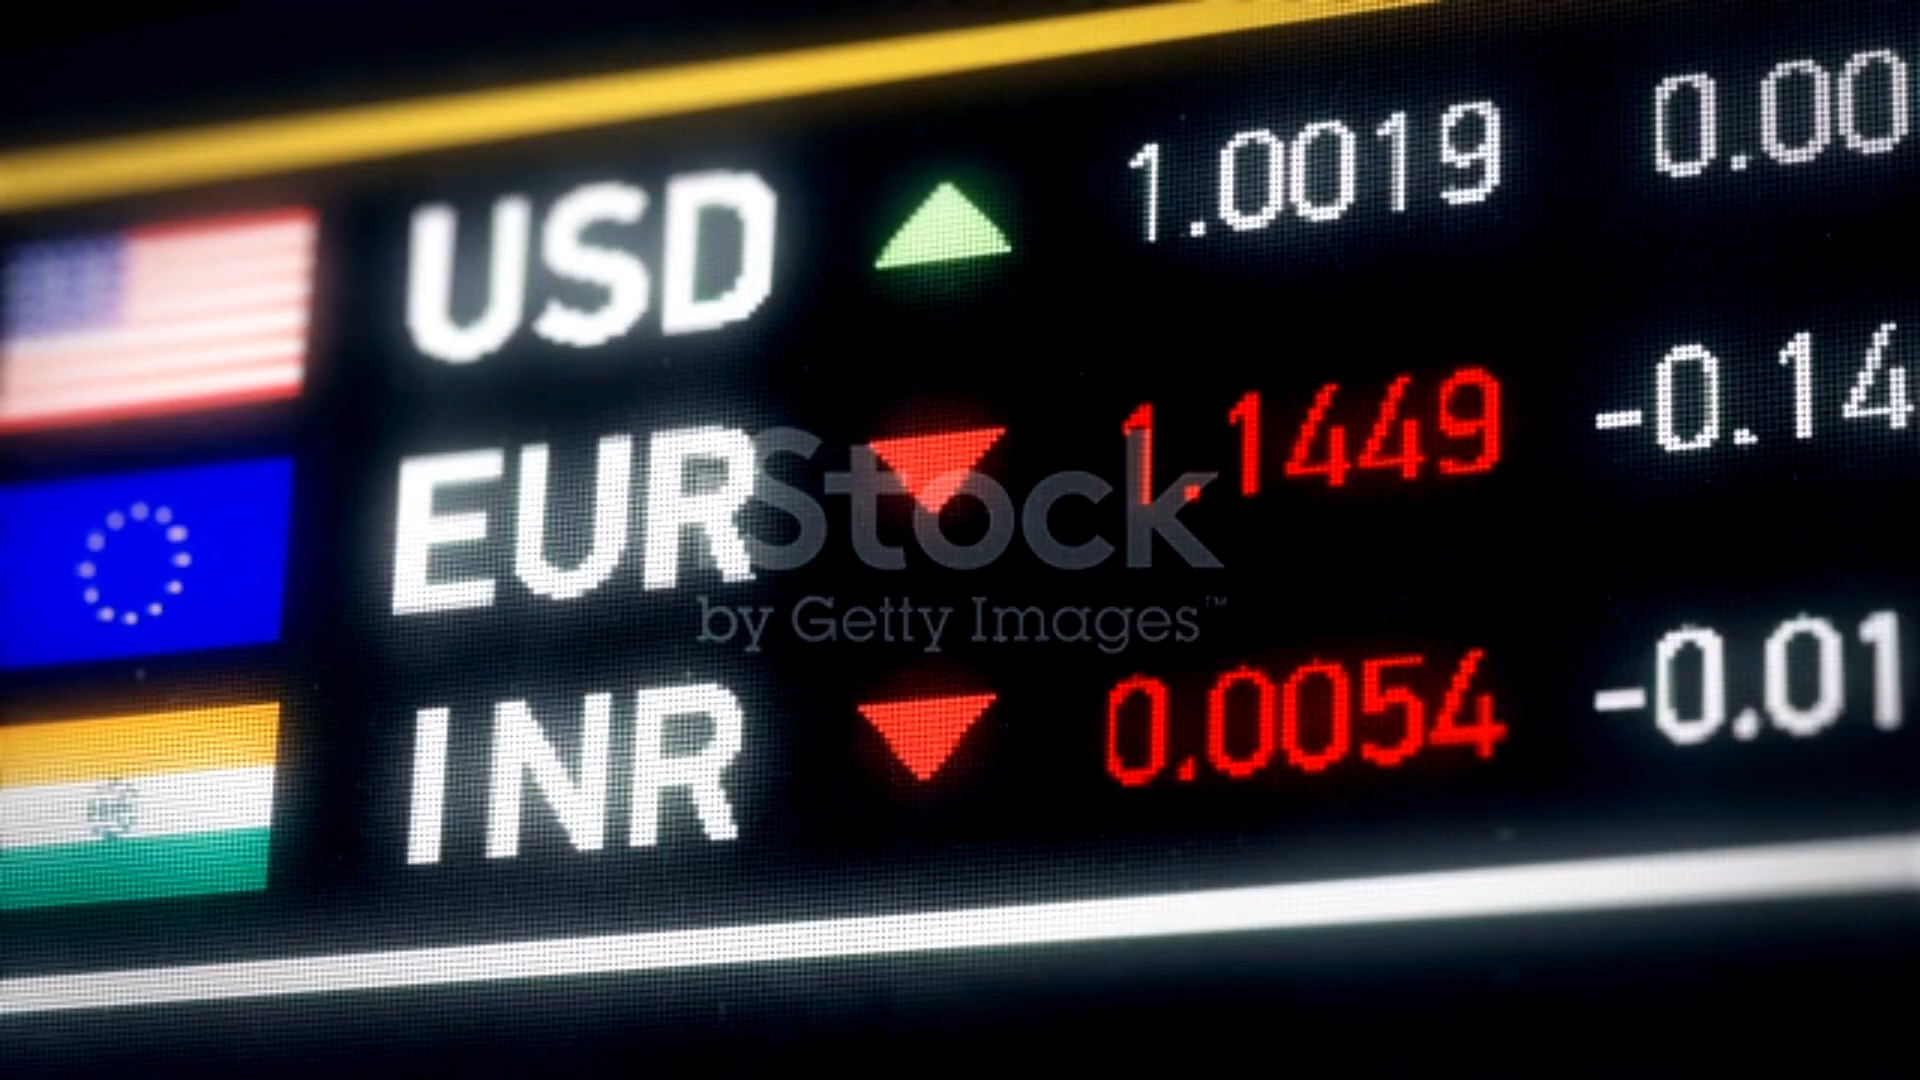 USD ▲ 1.0019 0.00
EUR ▼ 1.1449 -0.14
INR ▼ 0.0054 -0.01
iStock
by Getty Images™